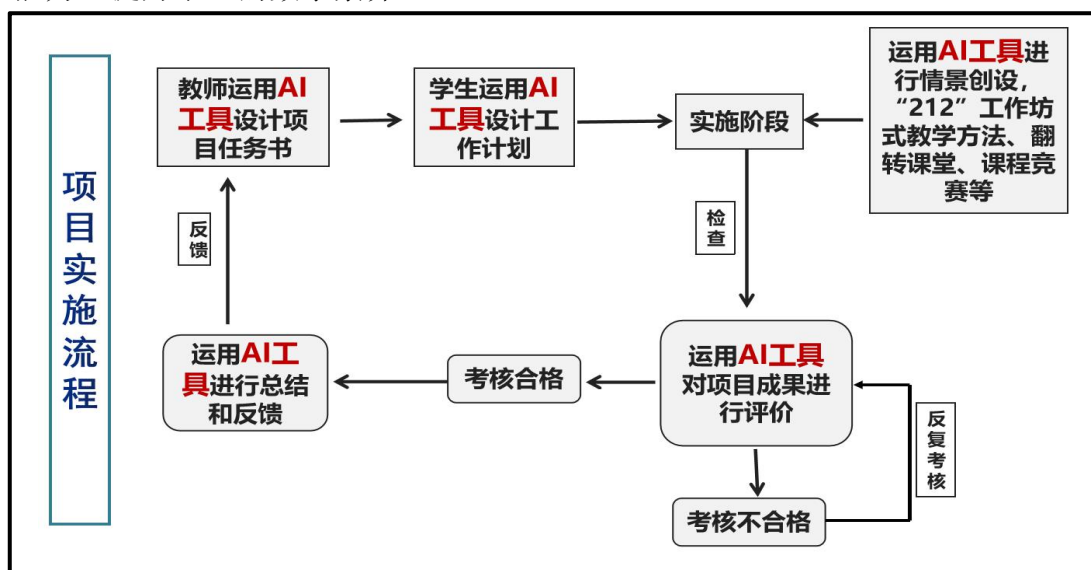 项
目
实
施
流
程
教师运用AI
工具设计项
目任务书
学生运用AI
工具设计工
作计划
实施阶段
运用AI工具进
行情景创设，
“212”工作坊
式教学方法、翻
转课堂、课程竞
赛等
反
馈
检
查
运用AI工
具进行总结
和反馈
考核合格
运用AI工具
对项目成果进
行评价
反
复
考
核
考核不合格